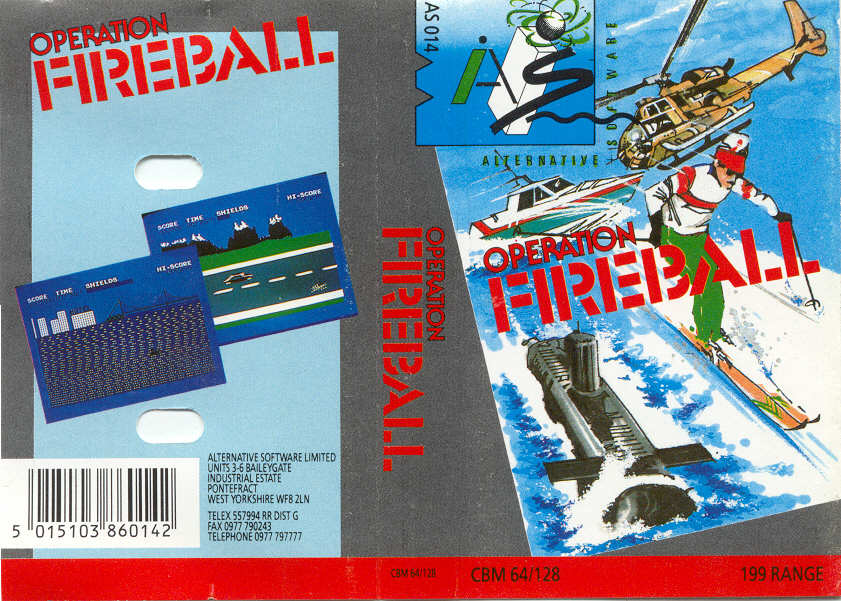 OPERATION
FIREBALL
SCORE TIME SHIELDS HI-SCORE
SCORE TIME SHIELDS HI-SCORE
5 015103 860142
ALTERNATIVE SOFTWARE LIMITED
UNITS 3-6 BAILEYGATE
INDUSTRIAL ESTATE
PONTEFRACT
WEST YORKSHIRE WF8 2LN
TELEX 557994 RR DIST G
FAX 0977 790243
TELEPHONE 0977 797777
OPERATION
FIREBALL
CBM 64/128
AS 014
ALTERNATIVE
SOFTWARE
OPERATION
FIREBALL
CBM 64/128
199 RANGE